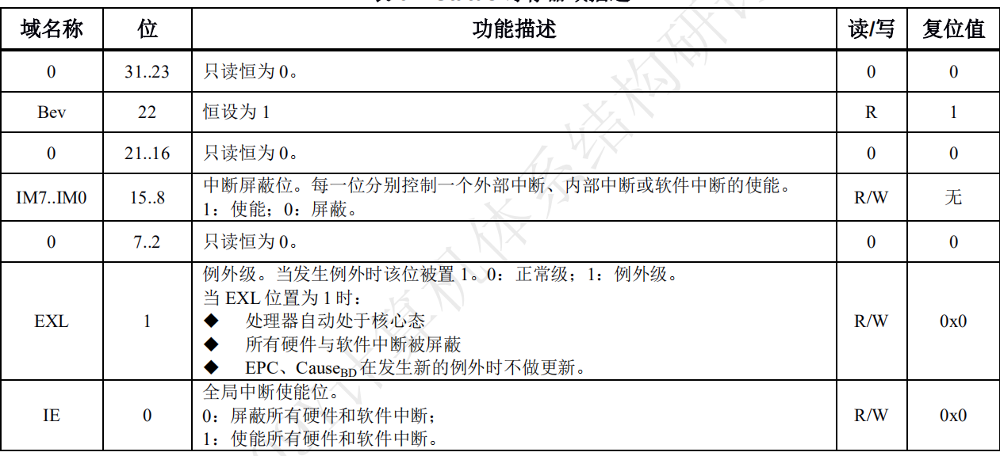 域名称 位 功能描述 读/写 复位值
0 31..23 只读恒为 0。 0 0
Bev 22 恒设为 1 R 1
0 21..16 只读恒为 0。 0 0
IM7..IM0 15..8 中断屏蔽位。每一位分别控制一个外部中断、内部中断或软件中断的使能。 R/W 无
1：使能；0：屏蔽。
0 7..2 只读恒为 0。 0 0
例外级。当发生例外时该位被置 1。0：正常级；1：例外级。
当 EXL 位置为 1 时：
EXL 1 ◆ 处理器自动处于核心态 R/W 0x0
◆ 所有硬件与软件中断被屏蔽
◆ EPC、CauseBD 在发生新的例外时不做更新。
全局中断使能位。
IE 0 0：屏蔽所有硬件和软件中断； R/W 0x0
1：使能所有硬件和软件中断。
计算机体系结构研